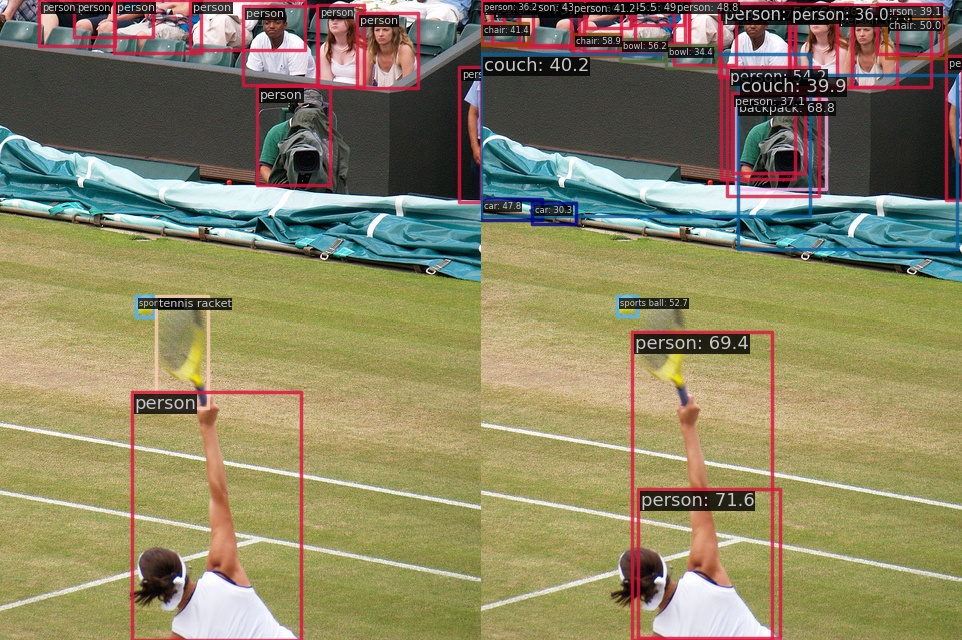 person
person
person
person
person
person
person
person
tennis racket
person
person: 36.2
person: 48.8
person: 36.0
person: 39.1
chair: 41.4
chair: 58.9
chair: 50.0
bowl: 56.2
bowl: 34.4
couch: 40.2
person: 54.2
couch: 39.9
person: 37.1
backpack: 68.8
car: 47.8
car: 30.3
sports ball: 52.7
person: 69.4
person: 71.6